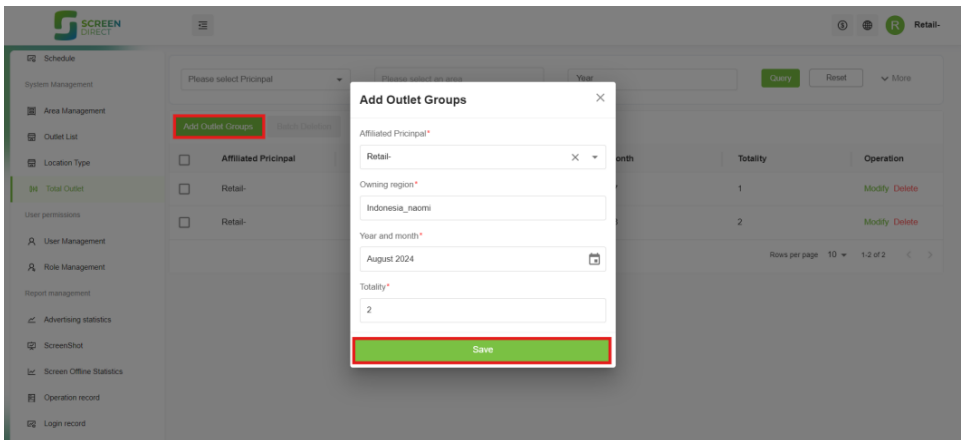 SCREEN
DIRECT
R
Retail-
Schedule
System Management
Area Management
Outlet List
Location Type
Total Outlet
User permissions
User Management
Role Management
Report management
Advertising statistics
ScreenShot
Screen Offline Statistics
Operation record
Login record
Please select Pricinpal
Please select an area
Year
Query
Reset
More
Add Outlet Groups
Batch Deletion
Affiliated Pricinpal
onth
Totality
Operation
Retail-
1
Modify Delete
Retail-
2
Modify Delete
Rows per page 10 1-2 of 2
Add Outlet Groups
Affiliated Pricinpal*
Retail-
Owning region*
Indonesia_naomi
Year and month*
August 2024
Totality*
2
Save